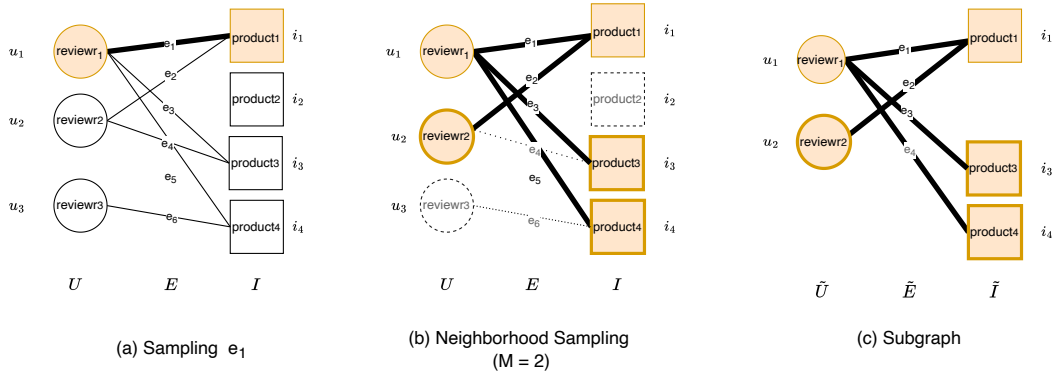 u1
u2
u3
reviewr1
reviewr2
reviewr3
e1
e2
e3
e4
e5
e6
product1
product2
product3
product4
i1
i2
i3
i4
U E I
(a) Sampling e1
u1
u2
u3
reviewr1
reviewr2
reviewr3
e1
e2
e3
e4
e5
e6
product1
product2
product3
product4
i1
i2
i3
i4
U E I
(b) Neighborhood Sampling
(M = 2)
u1
u2
reviewr1
reviewr2
e1
e2
e3
e4
product1
product3
product4
i1
i3
i4
Ũ Ẽ Ĩ
(c) Subgraph